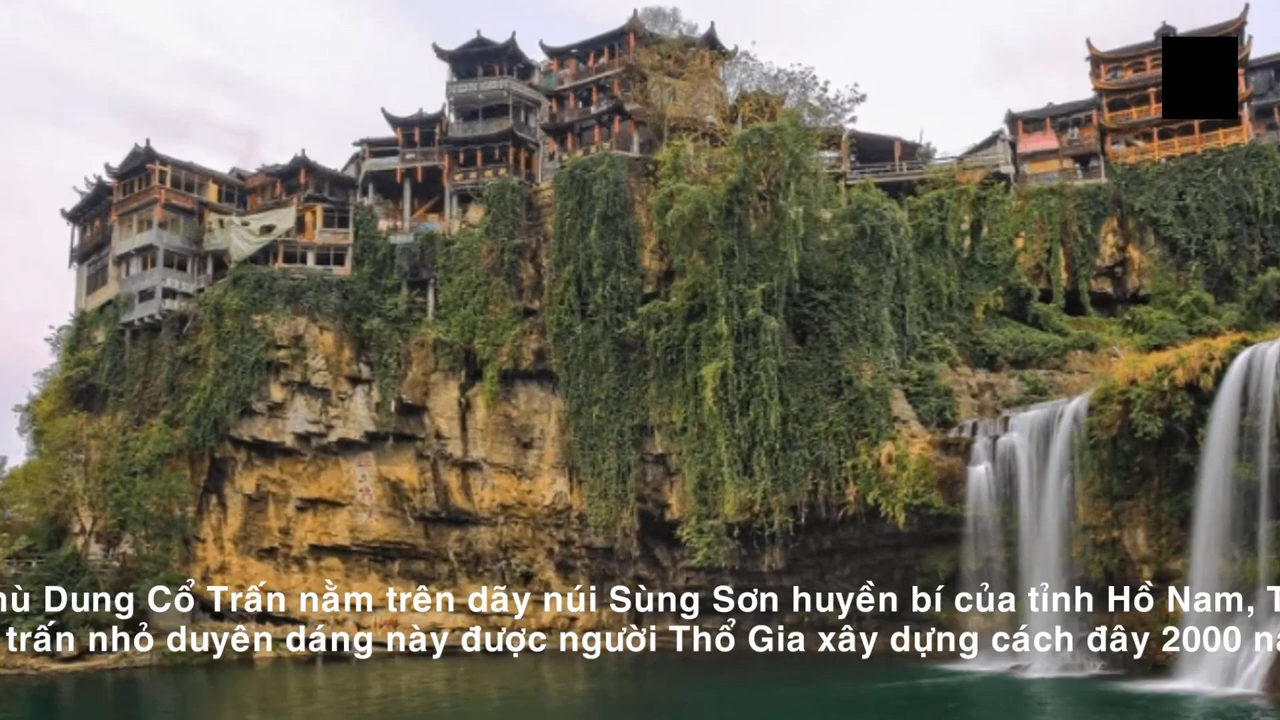 Dung Cổ Trấn nằm trên dãy núi Sùng Sơn huyền bí của tỉnh Hồ Nam,
trấn nhỏ duyên dáng này được người Thổ Gia xây dựng cách đây 2000